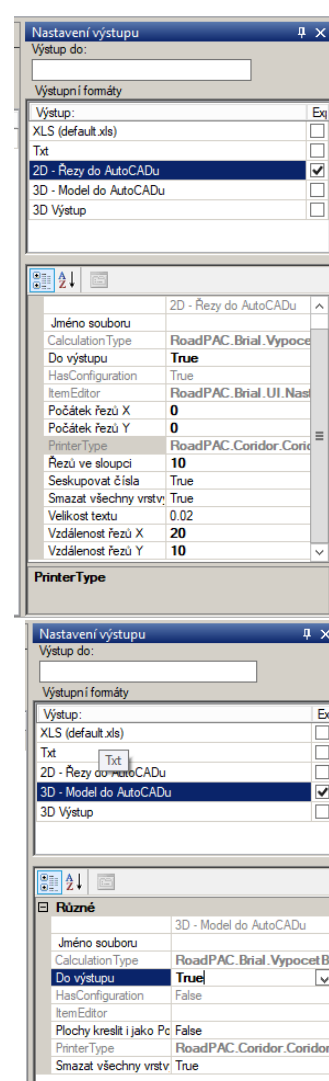 Nastavení výstupu
Výstup do:
Výstupní formáty
Výstup: Exp
XLS (default.xls)
Txt
2D - Řezy do AutoCADu
3D - Model do AutoCADu
3D Výstup
2D - Řezy do AutoCADu
Jméno souboru
CalculationType RoadPAC.Brial.Vypoce
Do výstupu True
HasConfiguration True
ItemEditor RoadPAC.Brial.UI.Nast
Počátek řezů X 0
Počátek řezů Y 0
PrinterType RoadPAC.Coridor.Coric
Řezů ve sloupci 10
Seskupovat čísla True
Smazat všechny vrstvy True
Velikost textu 0.02
Vzdálenost řezů X 20
Vzdálenost řezů Y 10
PrinterType
Nastavení výstupu
Výstup do:
Výstupní formáty
Výstup: Ex
XLS (default.xls)
Txt
Txt
2D - Řezy do AutoCADu
3D - Model do AutoCADu
3D Výstup
Různé
3D - Model do AutoCADu
Jméno souboru
CalculationType RoadPAC.Brial.VypocetB
Do výstupu True
HasConfiguration False
ItemEditor
Plochy kreslit i jako Po False
PrinterType RoadPAC.Coridor.Coridor
Smazat všechny vrstv True